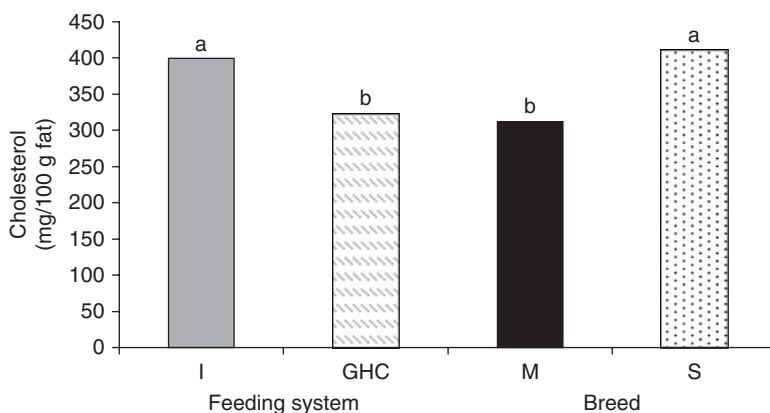 Cholesterol
(mg/100 g fat)
450
400
350
300
250
200
150
100
50
0
a
b
b
a
I
GHC
M
S
Feeding system
Breed